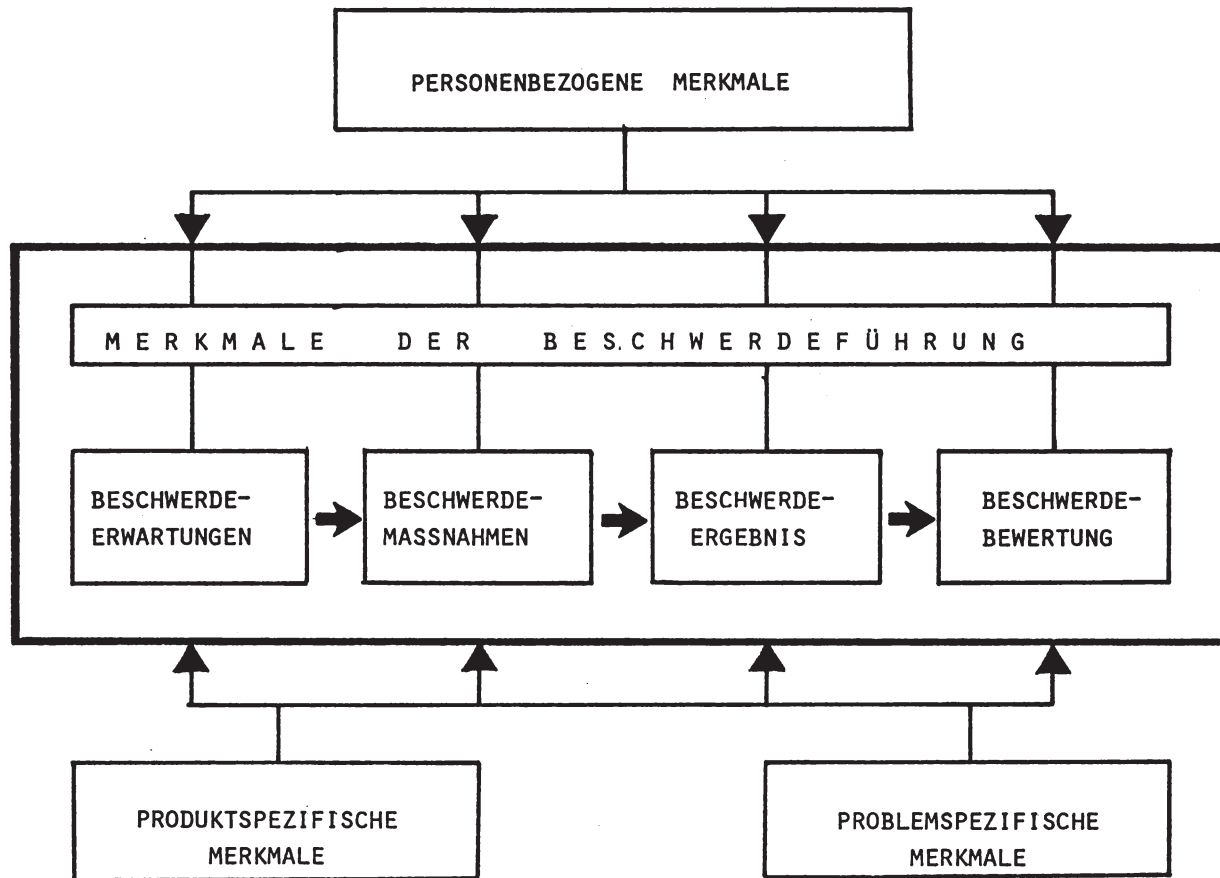 PERSONENBEZOGENE MERKMALE
MERKMALE DER BESCHWERDEFÜHRUNG
BESCHWERDE-
ERWARTUNGEN
BESCHWERDE-
MASSNAHMEN
BESCHWERDE-
ERGEBNIS
BESCHWERDE-
BEWERTUNG
PRODUKTSPEZIFISCHE
MERKMALE
PROBLEMSPEZIFISCHE
MERKMALE